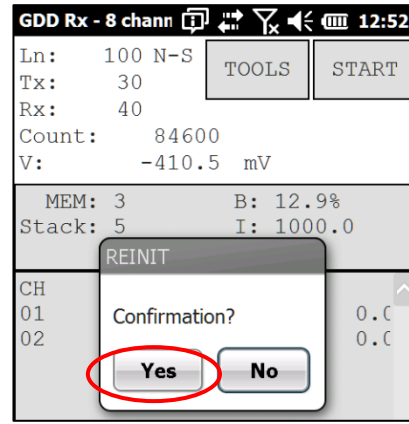 GDD Rx - 8 chann 12:52
Ln: 100 N-S
TOOLS START
Tx: 30
Rx: 40
Count: 84600
V: -410.5 mV
MEM: 3 B: 12.9%
Stack: 5 I: 1000.0
REINIT
CH
01 0.0
Confirmation?
02 0.0
Yes No